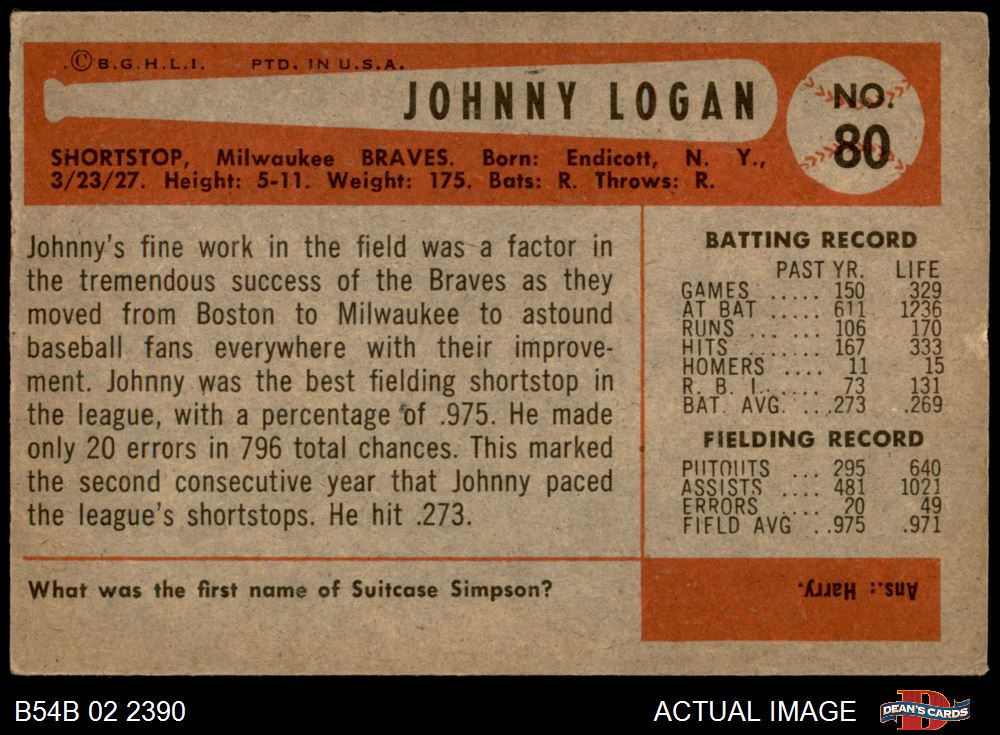 .©B.G.H.L.I. PTD. IN U.S.A.
JOHNNY LOGAN
NO.
80
SHORTSTOP, Milwaukee BRAVES. Born: Endicott, N. Y.,
3/23/27. Height: 5-11. Weight: 175. Bats: R. Throws: R.
Johnny's fine work in the field was a factor in
the tremendous success of the Braves as they
moved from Boston to Milwaukee to astound
baseball fans everywhere with their improve-
ment. Johnny was the best fielding shortstop in
the league, with a percentage of .975. He made
only 20 errors in 796 total chances. This marked
the second consecutive year that Johnny paced
the league's shortstops. He hit .273.
BATTING RECORD
PAST YR. LIFE
GAMES ..... 150 329
AT BAT ..... 611 1236
RUNS ... .... 106 170
HITS ........ 167 333
HOMERS .... 11 15
R. B. I. ..... 73 131
BAT. AVG. ...273 .269
FIELDING RECORD
PUTOUTS ... 295 640
ASSISTS .... 481 1021
ERRORS .... 20 49
FIELD AVG ..975 .971
What was the first name of Suitcase Simpson?
Ans.: Harry.
B54B 02 2390
ACTUAL IMAGE
D
DEAN'S CARDS